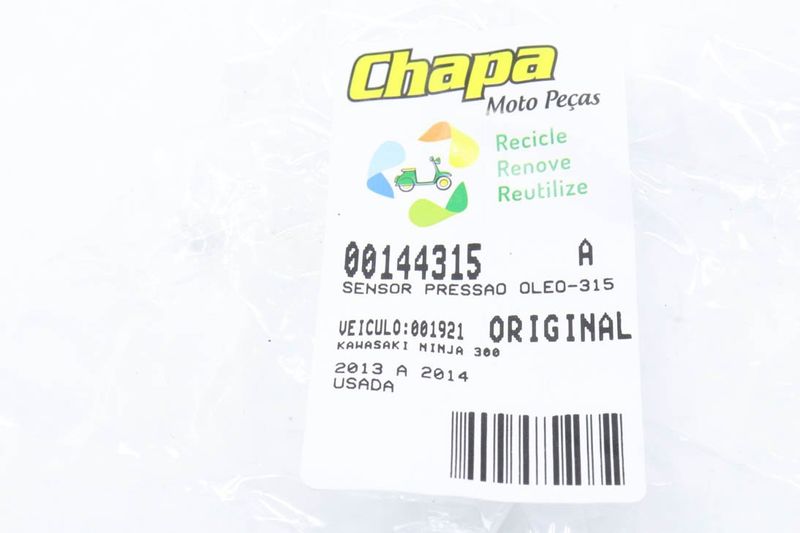 Chapa
Moto Peças
Recicle
Renove
Reutilize
00144315 A
SENSOR PRESSAO OLEO-315
VEICULO:001921 ORIGINAL
KAWASAKI NINJA 300
2013 A 2014
USADA